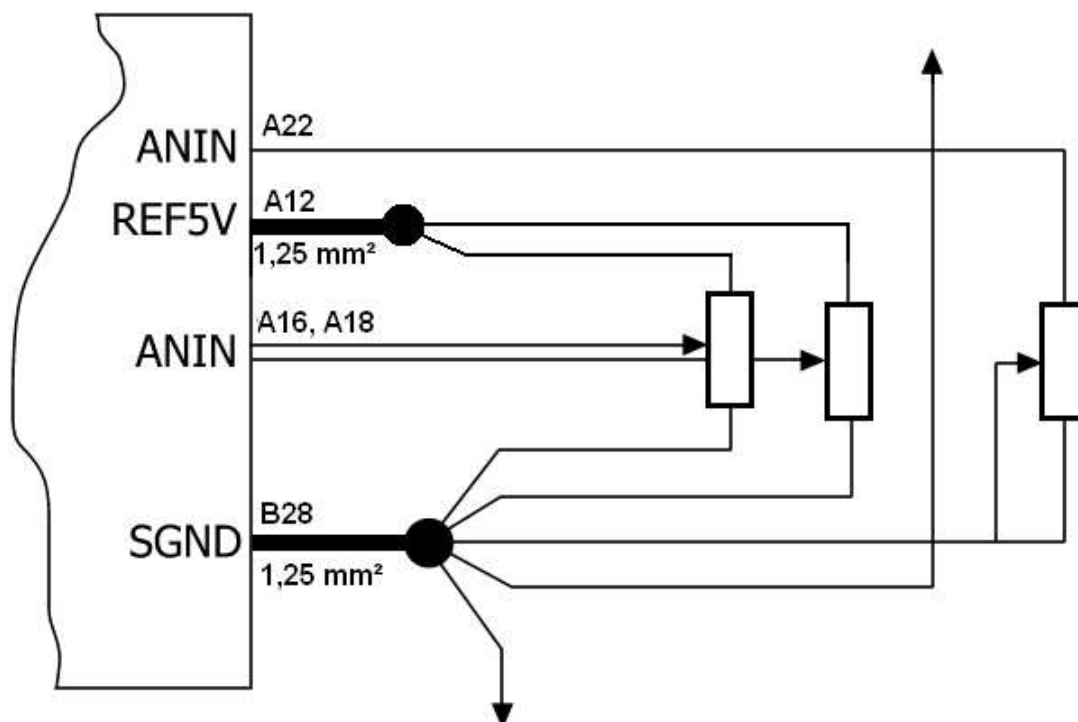 A22
ANIN
A12
REF5V
1,25 mm²
A16, A18
ANIN
B28
SGND
1,25 mm²